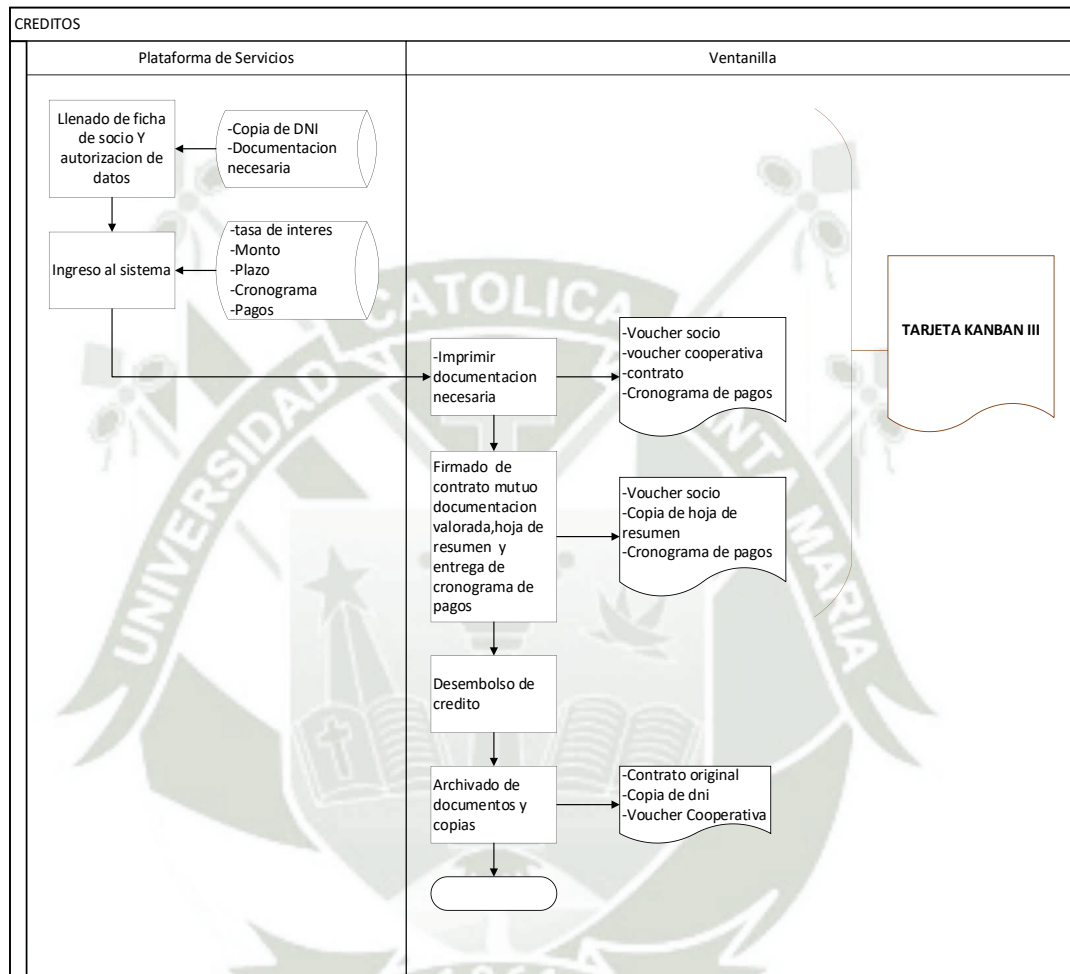 CREDITOS
Plataforma de Servicios
Ventanilla
Llenado de ficha
de socio Y
autorizacion de
datos
-Copia de DNI
-Documentacion
necesaria
Ingreso al sistema
-tasa de interes
-Monto
-Plazo
-Cronograma
-Pagos
-Imprimir
documentacion
necesaria
-Voucher socio
-voucher cooperativa
-contrato
-Cronograma de pagos
TARJETA KANBAN III
Firmado de
contrato mutuo
documentacion
valorada,hoja de
resumen y
entrega de
cronograma de
pagos
-Voucher socio
-Copia de hoja de
resumen
-Cronograma de pagos
Desembolso de
credito
Archivado de
documentos y
copias
-Contrato original
-Copia de dni
-Voucher Cooperativa
UNIVERSIDAD CATOLICA
MARIA